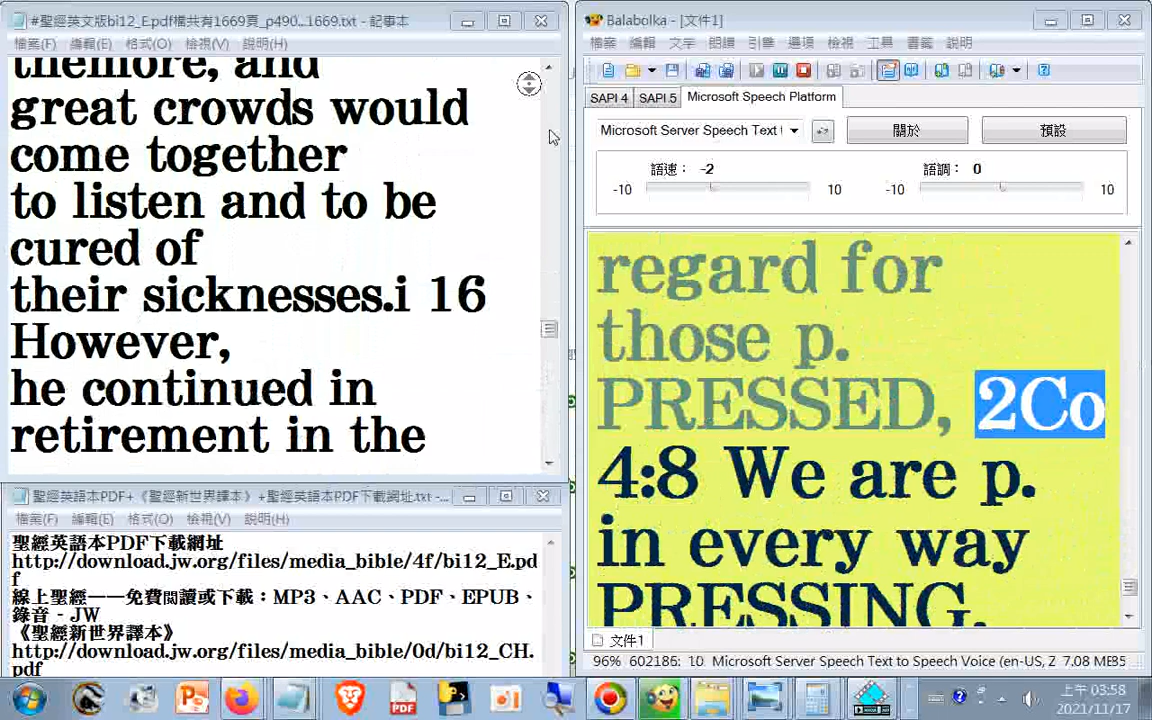 #聖經英文版bi12_E.pdf檔共有1669頁_p490..._1669.txt - 記事本
檔案(F) 編輯(E) 格式(O) 檢視(V) 說明(H)
themore, and
great crowds would
come together
to listen and to be
cured of
their sicknesses.i 16
However,
he continued in
retirement in the
聖經英語本PDF+《聖經新世界譯本》+聖經英語本PDF下載網址.txt - ...
檔案(F) 編輯(E) 格式(O) 檢視(V) 說明(H)
聖經英語本PDF下載網址
http://download.jw.org/files/media_bible/4f/bi12_E.pd
f
線上聖經──免費閱讀或下載：MP3、AAC、PDF、EPUB、
錄音 - JW
《聖經新世界譯本》
http://download.jw.org/files/media_bible/0d/bi12_CH.
pdf
Balabolka - [文件1]
檔案 編輯 文字 朗讀 引擎 選項 檢視 工具 書籤 說明
SAPI 4 SAPI 5 Microsoft Speech Platform
Microsoft Server Speech Text t 關於 預設
語速： -2 語調： 0
-10 10 -10 10
regard for
those p.
PRESSED, 2Co
4:8 We are p.
in every way
PRESSING,
文件1
96% 602186: 10 Microsoft Server Speech Text to Speech Voice (en-US, Z 7.08 MB
上午 03:58
2021/11/17